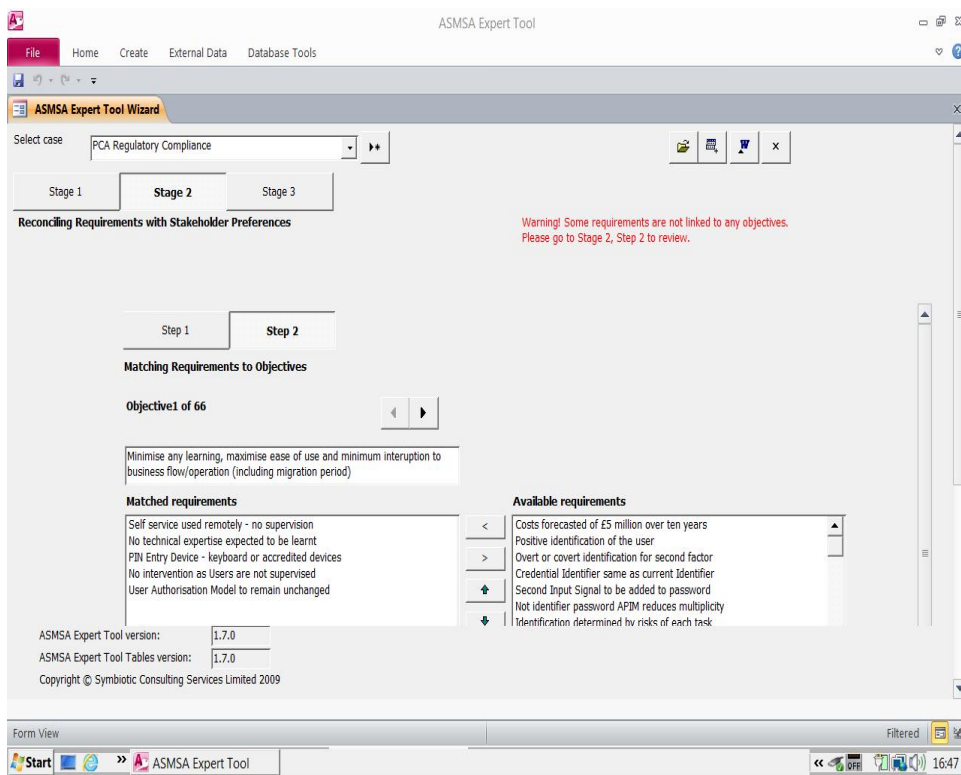 ASMSA Expert Tool
File Home Create External Data Database Tools
ASMSA Expert Tool Wizard
Select case PCA Regulatory Compliance
Stage 1 Stage 2 Stage 3
Reconciling Requirements with Stakeholder Preferences
Warning! Some requirements are not linked to any objectives.
Please go to Stage 2, Step 2 to review.
Step 1 Step 2
Matching Requirements to Objectives
Objective1 of 66
Minimise any learning, maximise ease of use and minimum interuption to
business flow/operation (including migration period)
Matched requirements
Self service used remotely - no supervision
No technical expertise expected to be learnt
PIN Entry Device - keyboard or accredited devices
No intervention as Users are not supervised
User Authorisation Model to remain unchanged
< 
>
Available requirements
Costs forecasted of £5 million over ten years
Positive identification of the user
Overt or covert identification for second factor
Credential Identifier same as current Identifier
Second Input Signal to be added to password
Not identifier password APIM reduces multiplicity
Identification determined by risks of each task
ASMSA Expert Tool version: 1.7.0
ASMSA Expert Tool Tables version: 1.7.0
Copyright © Symbiotic Consulting Services Limited 2009
Form View Filtered
Start » ASMSA Expert Tool « OFF 16:47